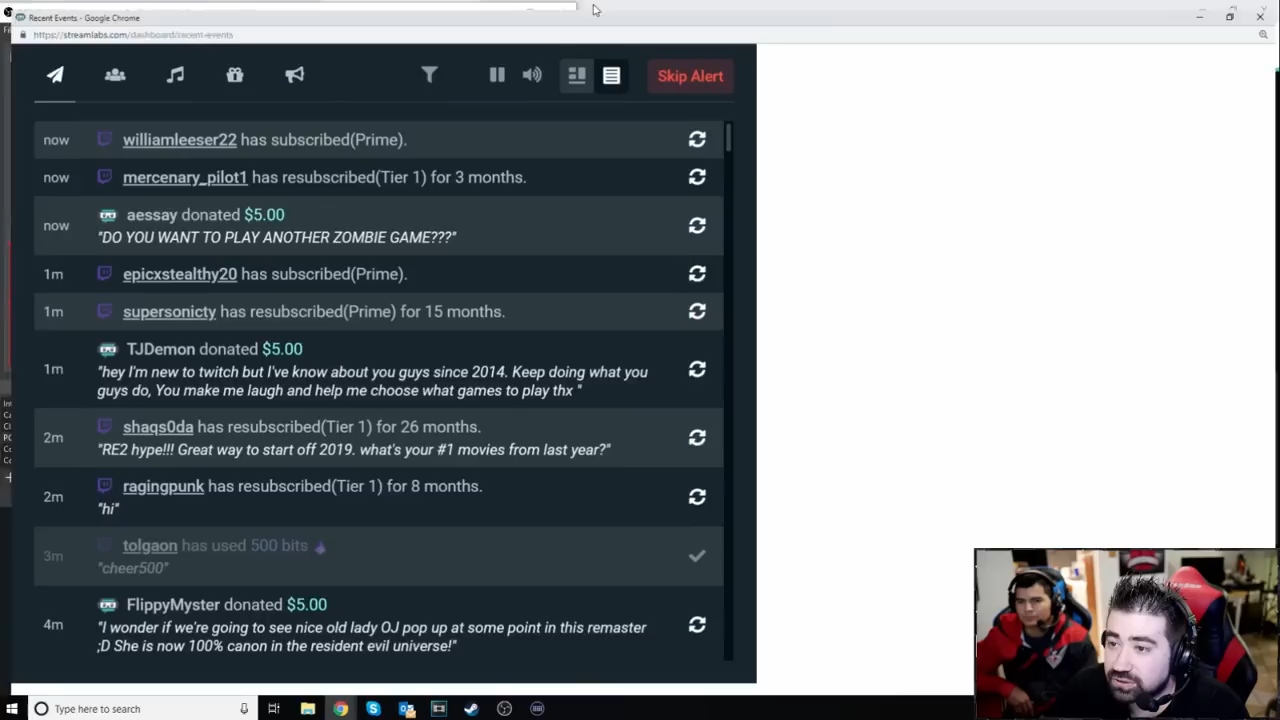 Recent Events - Google Chrome
https://streamlabs.com/dashboard/recent-events
Skip Alert
now williamleeser22 has subscribed(Prime).
now mercenary_pilot1 has resubscribed(Tier 1) for 3 months.
now aessay donated $5.00
"DO YOU WANT TO PLAY ANOTHER ZOMBIE GAME???"
1m epicxstealthy20 has subscribed(Prime).
1m supersonicty has resubscribed(Prime) for 15 months.
1m TJDemon donated $5.00
"hey I'm new to twitch but I've know about you guys since 2014. Keep doing what you
guys do, You make me laugh and help me choose what games to play thx "
2m shaqs0da has resubscribed(Tier 1) for 26 months.
"RE2 hype!!! Great way to start off 2019. what's your #1 movies from last year?"
2m ragingpunk has resubscribed(Tier 1) for 8 months.
"hi"
3m tolgaon has used 500 bits
"cheer500"
4m FlippyMyster donated $5.00
"I wonder if we're going to see nice old lady OJ pop up at some point in this remaster
;D She is now 100% canon in the resident evil universe!"
Type here to search